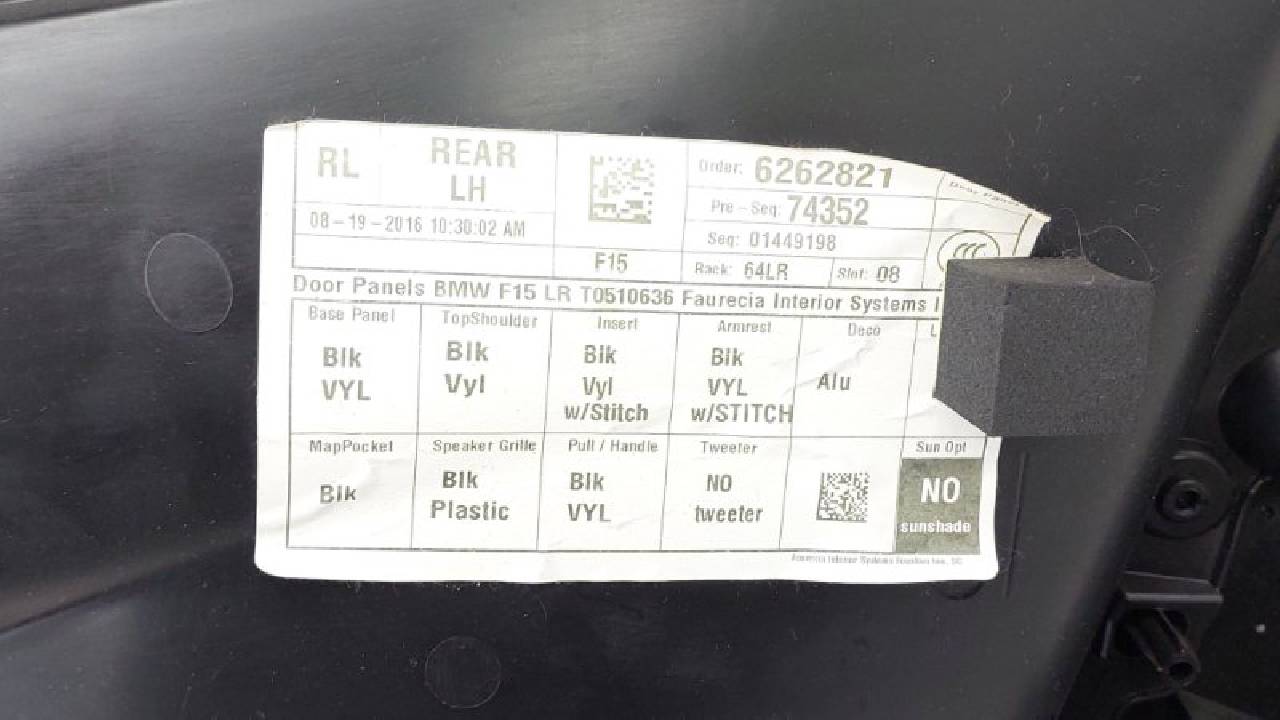 RL
REAR
LH
08-19-2016 10:30:02 AM
F15
Order: 6262821
Pre-Seq: 74352
Seq: 01449198
Rack: 64LR
Slot: 08
Door Panels BMW F15 LR T0510636 Faurecia Interior Systems
Base Panel
Blk
VYL
TopShoulder
Blk
Vyl
Insert
Blk
Vyl
w/Stitch
Armrest
Blk
VYL
w/STITCH
Deco
Alu
L
MapPocket
Blk
Speaker Grille
Blk
Plastic
Pull / Handle
Blk
VYL
Tweeter
NO
tweeter
Sun Opt
NO
sunshade
Faurecia Interior Systems